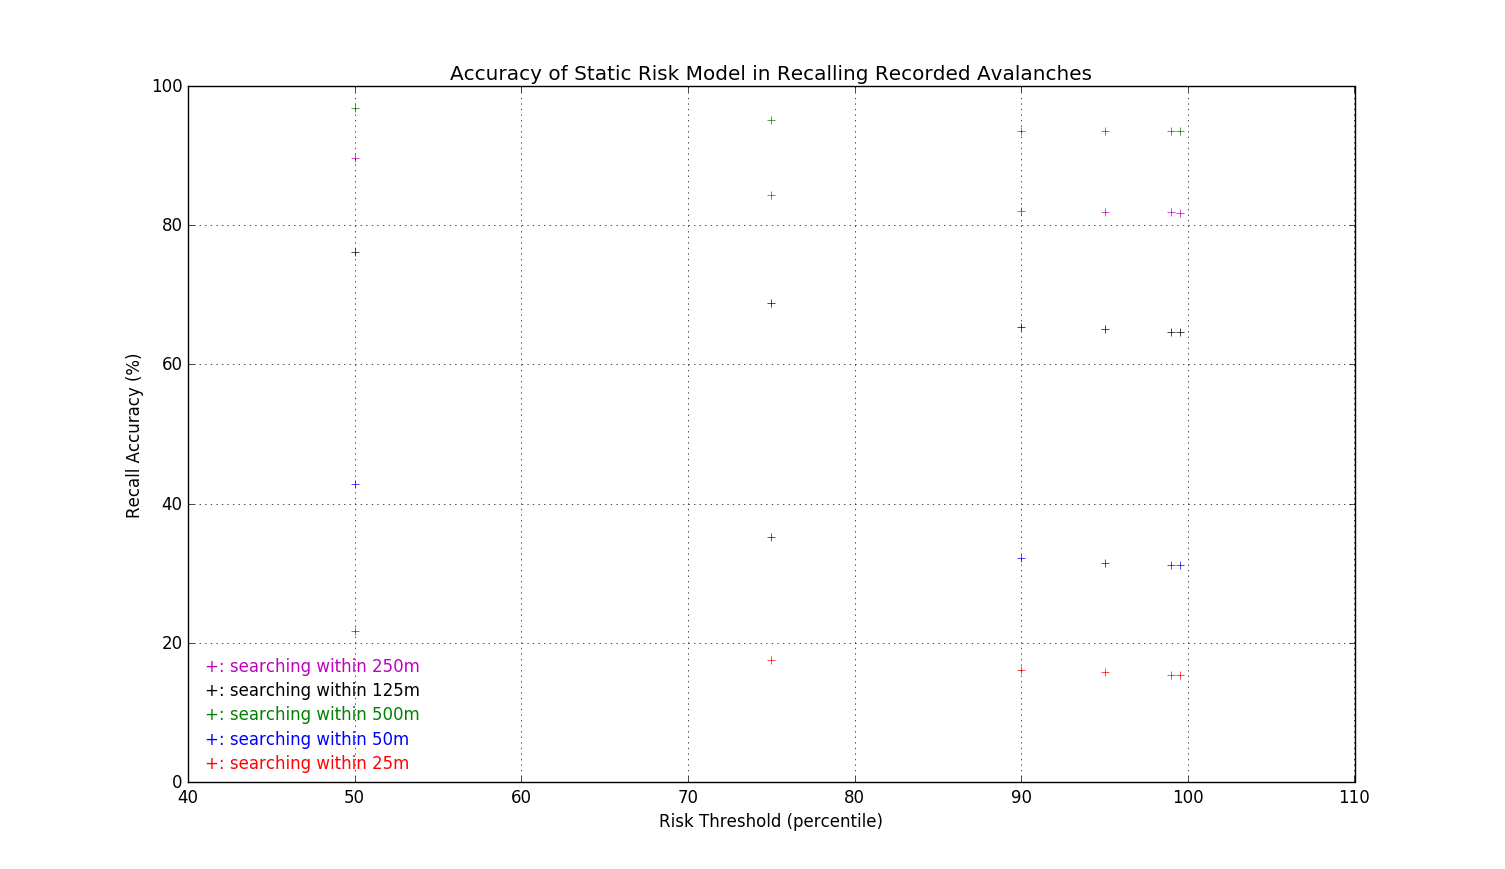 Accuracy of Static Risk Model in Recalling Recorded Avalanches
100
80
60
40
20
0
Recall Accuracy (%)
+: searching within 250m
+: searching within 125m
+: searching within 500m
+: searching within 50m
+: searching within 25m
40 50 60 70 80 90 100 110
Risk Threshold (percentile)